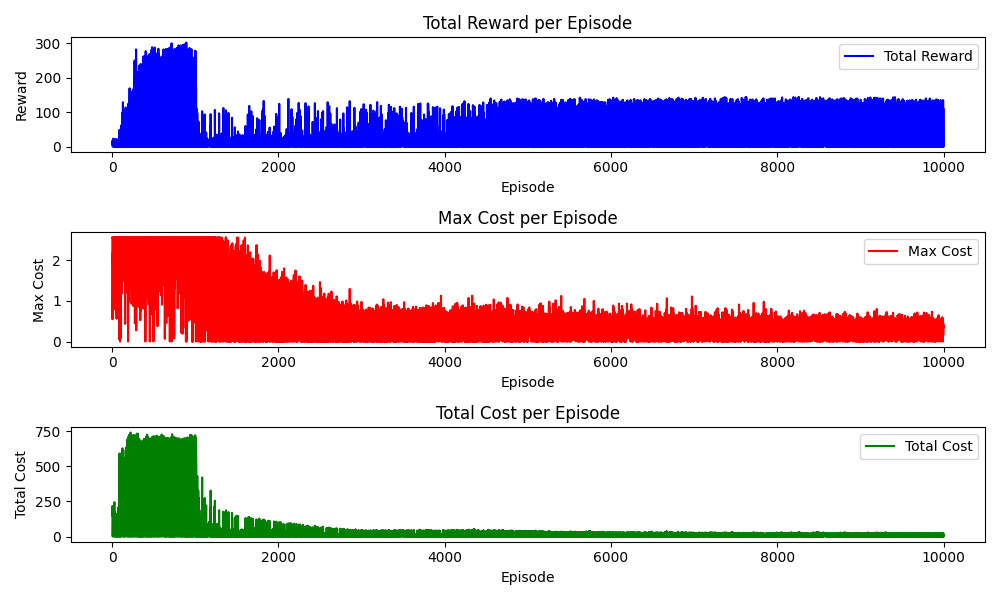 Total Reward per Episode
300
200
100
0
Reward
Total Reward
0 2000 4000 6000 8000 10000
Episode
Max Cost per Episode
2
1
0
Max Cost
Max Cost
0 2000 4000 6000 8000 10000
Episode
Total Cost per Episode
750
500
250
0
Total Cost
Total Cost
0 2000 4000 6000 8000 10000
Episode